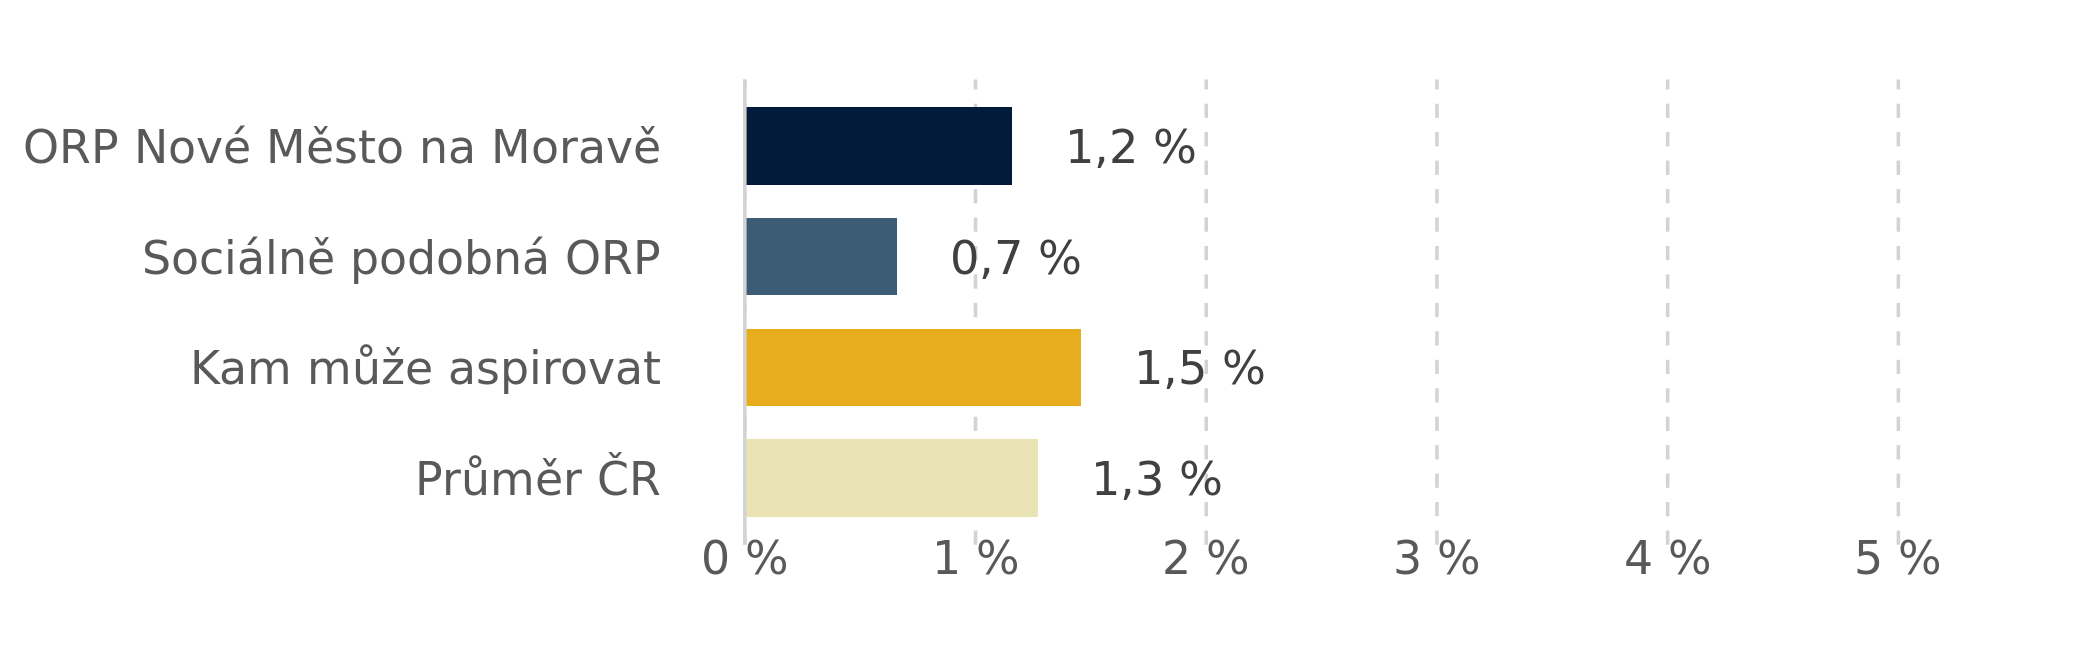 ORP Nové Město na Moravě 1,2 %
Sociálně podobná ORP 0,7 %
Kam může aspirovat 1,5 %
Průměr ČR 1,3 %
0 % 1 % 2 % 3 % 4 % 5 %